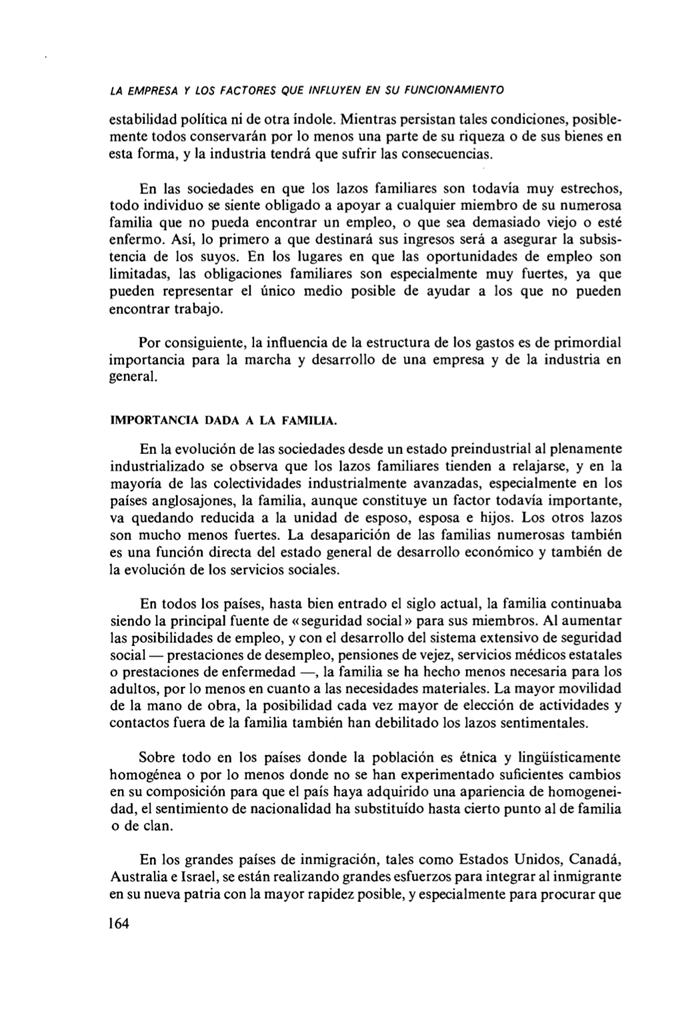 LA EMPRESA Y LOS FACTORES QUE INFLUYEN EN SU FUNCIONAMIENTO
estabilidad política ni de otra índole. Mientras persistan tales condiciones, posible-
mente todos conservarán por lo menos una parte de su riqueza o de sus bienes en
esta forma, y la industria tendrá que sufrir las consecuencias.
En las sociedades en que los lazos familiares son todavía muy estrechos,
todo individuo se siente obligado a apoyar a cualquier miembro de su numerosa
familia que no pueda encontrar un empleo, o que sea demasiado viejo o esté
enfermo. Así, lo primero a que destinará sus ingresos será a asegurar la subsis-
tencia de los suyos. En los lugares en que las oportunidades de empleo son
limitadas, las obligaciones familiares son especialmente muy fuertes, ya que
pueden representar el único medio posible de ayudar a los que no pueden
encontrar trabajo.
Por consiguiente, la influencia de la estructura de los gastos es de primordial
importancia para la marcha y desarrollo de una empresa y de la industria en
general.
IMPORTANCIA DADA A LA FAMILIA.
En la evolución de las sociedades desde un estado preindustrial al plenamente
industrializado se observa que los lazos familiares tienden a relajarse, y en la
mayoría de las colectividades industrialmente avanzadas, especialmente en los
países anglosajones, la familia, aunque constituye un factor todavía importante,
va quedando reducida a la unidad de esposo, esposa e hijos. Los otros lazos
son mucho menos fuertes. La desaparición de las familias numerosas también
es una función directa del estado general de desarrollo económico y también de
la evolución de los servicios sociales.
En todos los países, hasta bien entrado el siglo actual, la familia continuaba
siendo la principal fuente de « seguridad social » para sus miembros. Al aumentar
las posibilidades de empleo, y con el desarrollo del sistema extensivo de seguridad
social — prestaciones de desempleo, pensiones de vejez, servicios médicos estatales
o prestaciones de enfermedad —, la familia se ha hecho menos necesaria para los
adultos, por lo menos en cuanto a las necesidades materiales. La mayor movilidad
de la mano de obra, la posibilidad cada vez mayor de elección de actividades y
contactos fuera de la familia también han debilitado los lazos sentimentales.
Sobre todo en los países donde la población es étnica y lingüísticamente
homogénea o por lo menos donde no se han experimentado suficientes cambios
en su composición para que el país haya adquirido una apariencia de homogenei-
dad, el sentimiento de nacionalidad ha substituído hasta cierto punto al de familia
o de clan.
En los grandes países de inmigración, tales como Estados Unidos, Canadá,
Australia e Israel, se están realizando grandes esfuerzos para integrar al inmigrante
en su nueva patria con la mayor rapidez posible, y especialmente para procurar que
164